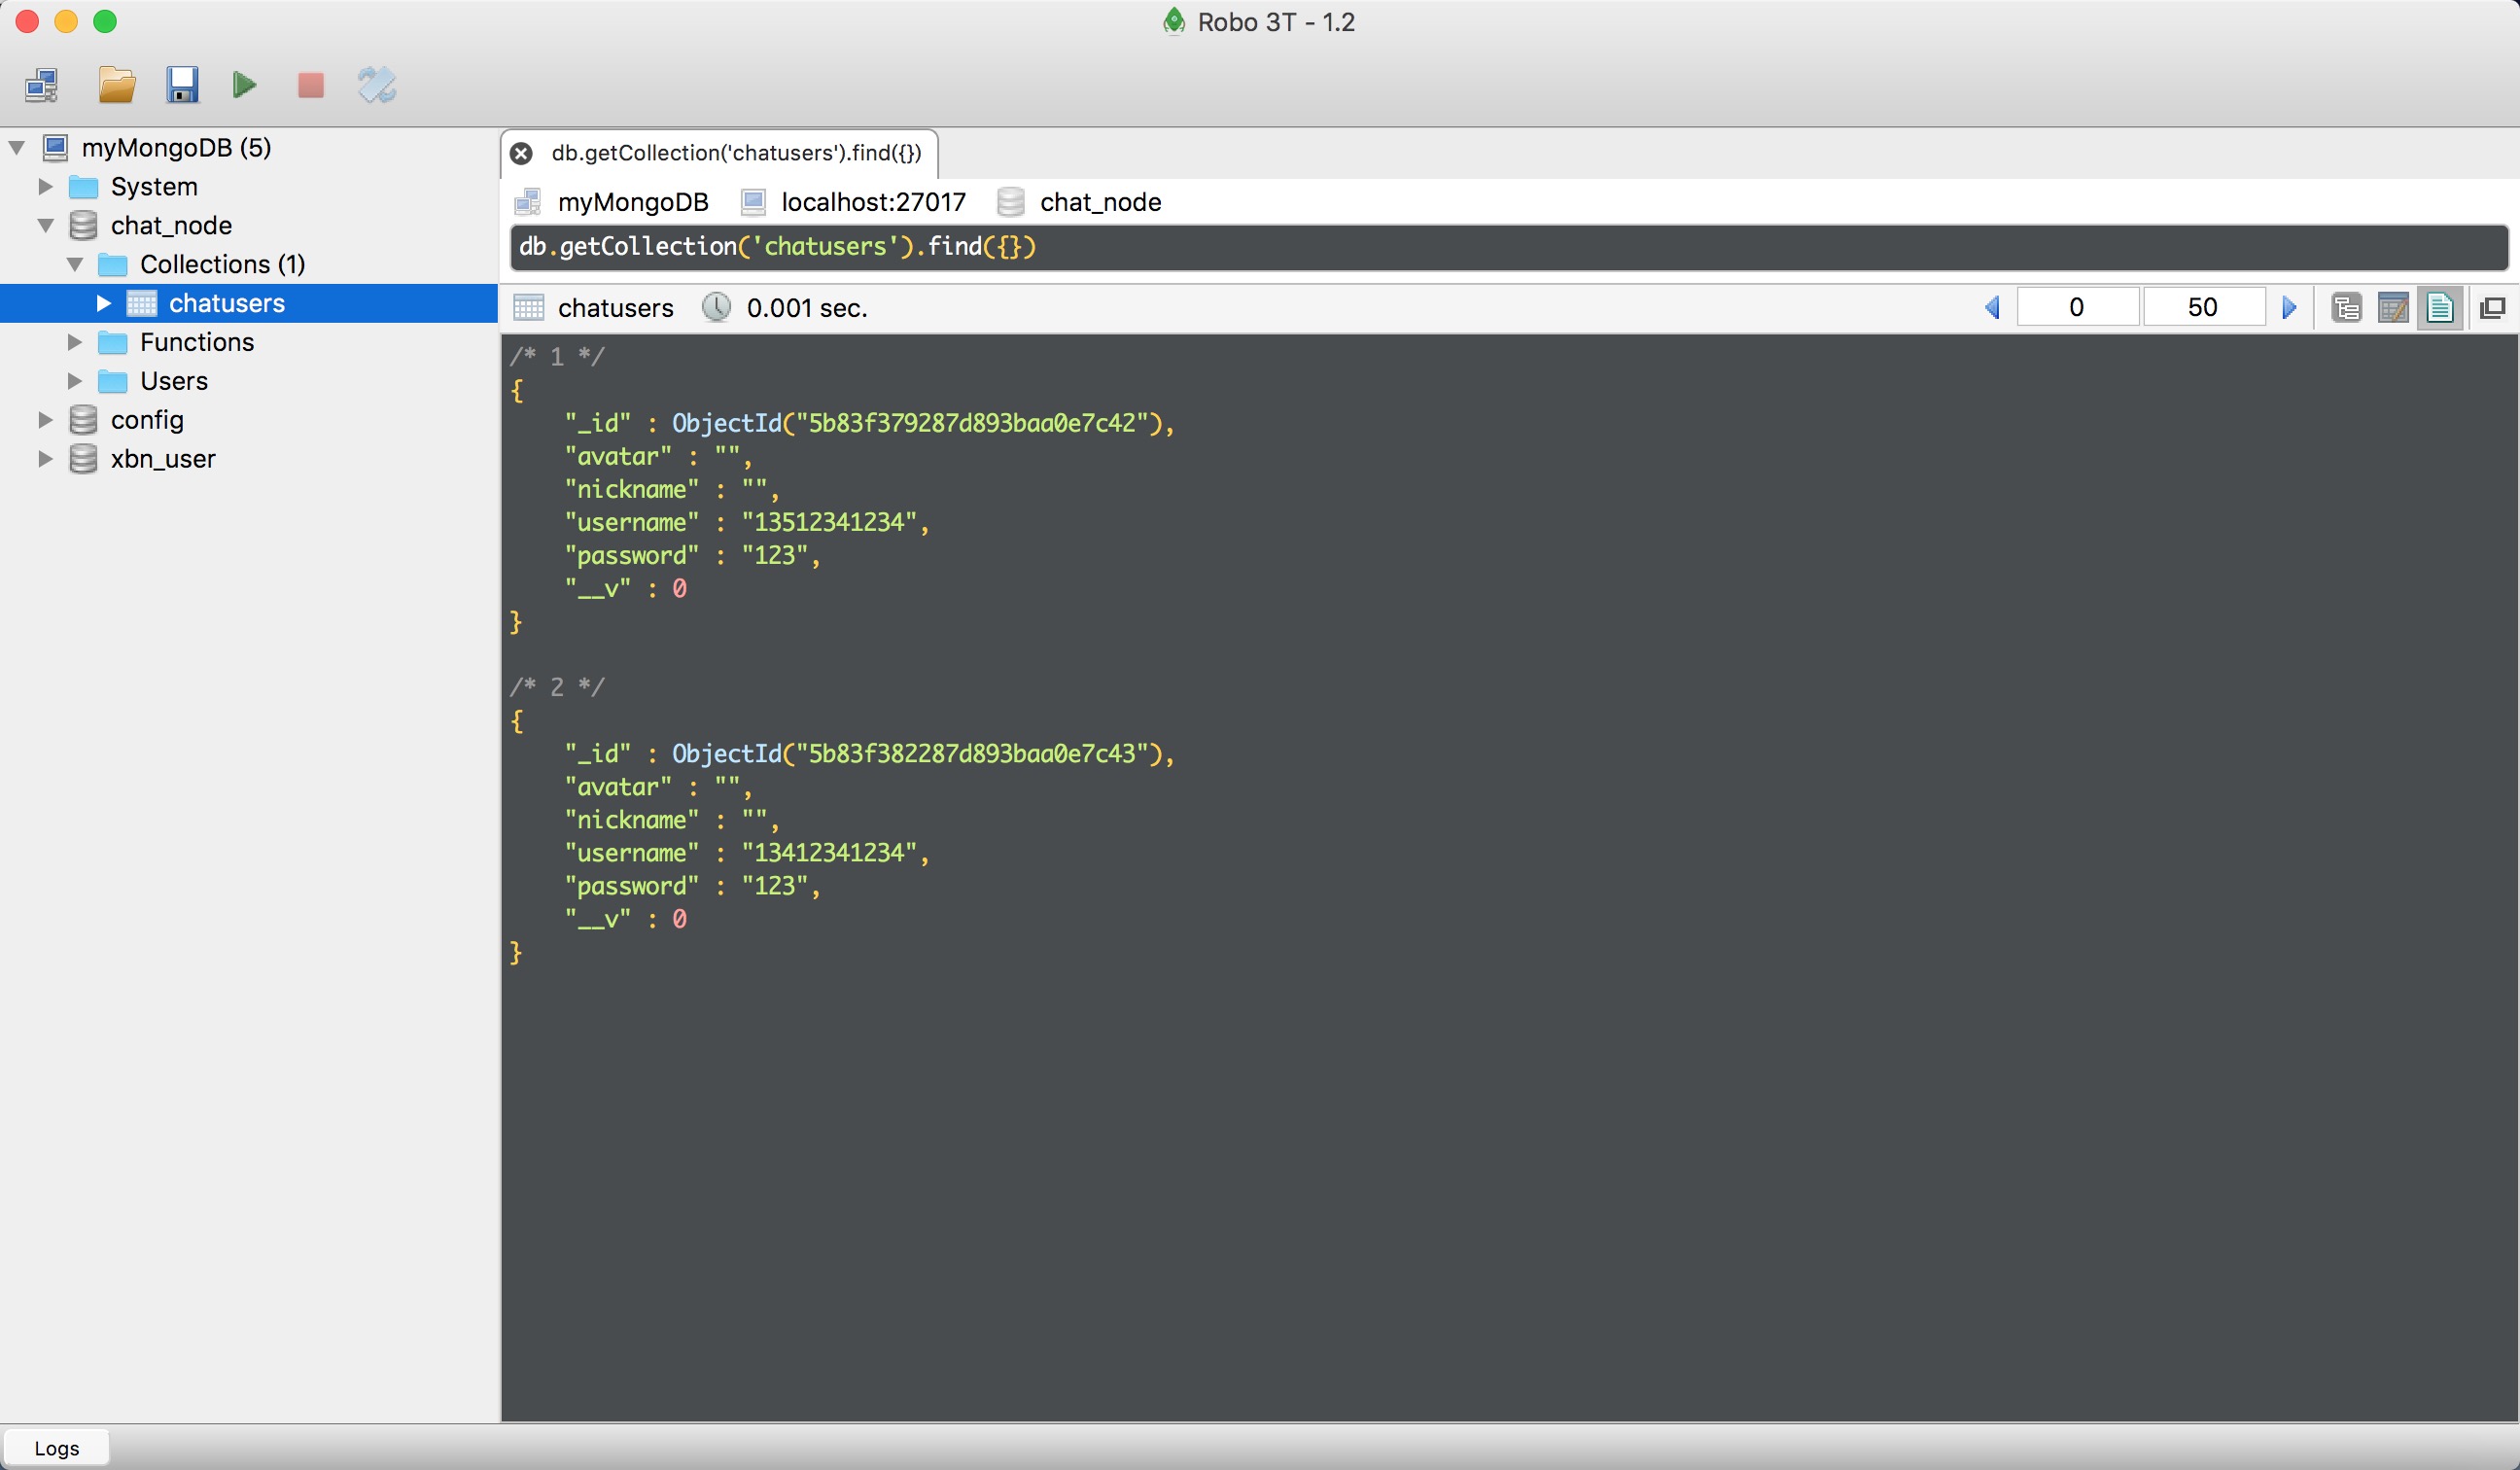 Robo 3T - 1.2
myMongoDB (5)
System
chat_node
Collections (1)
chatusers
Functions
Users
config
xbn_user
db.getCollection('chatusers').find({})
myMongoDB localhost:27017 chat_node
db.getCollection('chatusers').find({})
chatusers 0.001 sec. 0 50
/* 1 */
{
    "_id" : ObjectId("5b83f379287d893baa0e7c42"),
    "avatar" : "",
    "nickname" : "",
    "username" : "13512341234",
    "password" : "123",
    "__v" : 0
}
/* 2 */
{
    "_id" : ObjectId("5b83f382287d893baa0e7c43"),
    "avatar" : "",
    "nickname" : "",
    "username" : "13412341234",
    "password" : "123",
    "__v" : 0
}
Logs